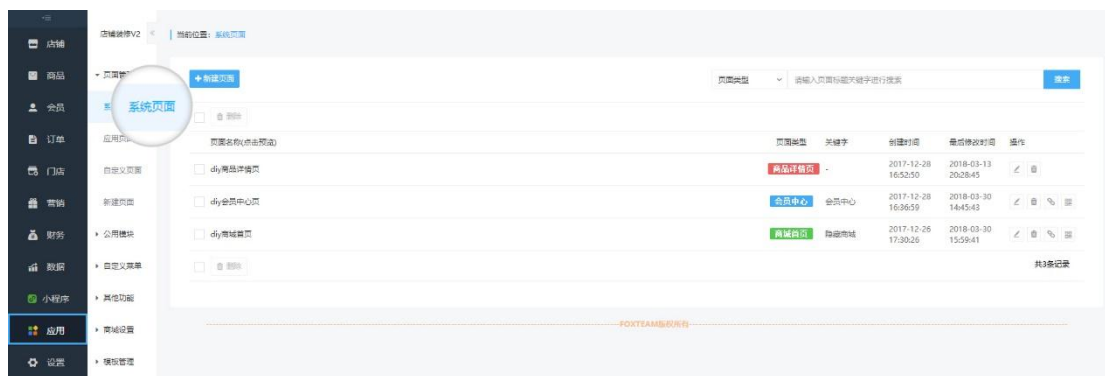 店铺
商品
会员
订单
门店
营销
财务
数据
小程序
应用
设置
店铺装修V2
页面管
系统页面
应用页面
自定义页面
新建页面
公用模块
自定义菜单
其他功能
商城设置
模板管理
当前位置：系统页面
+新建页面 页面类型 请输入页面标题关键字进行搜索 搜索
删除
页面名称(点击预览) 页面类型 关键字 创建时间 最后修改时间 操作
diy商品详情页 商品详情页 - 2017-12-28 16:52:50 2018-03-13 20:28:45
diy会员中心页 会员中心 会员中心 2017-12-28 16:36:59 2018-03-30 14:45:43
diy商城首页 商城首页 隐藏商城 2017-12-26 17:30:26 2018-03-30 15:59:41
删除 共3条记录
FOXTEAM版权所有